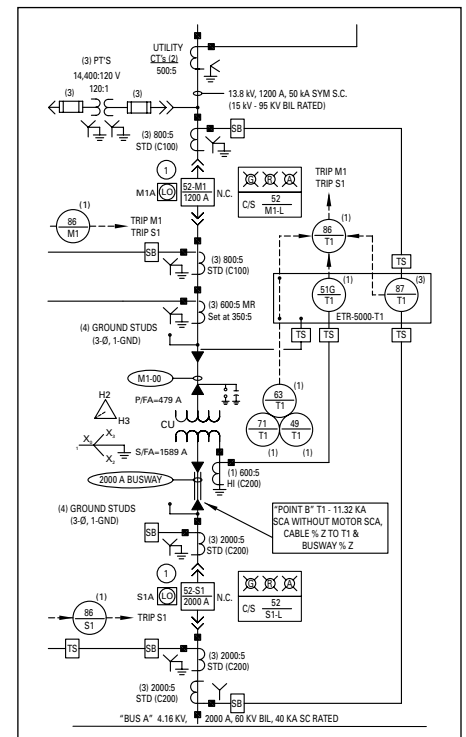 UTILITY
CT's (2)
500:5
(3) PT'S
14,400:120 V
120:1
(3)
(3)
13.8 kV, 1200 A, 50 kA SYM S.C.
(15 kV - 95 KV BIL RATED)
(3) 800:5
STD (C100)
SB
1
M1A
LO
52-M1
1200 A
N.C.
G R A
C/S 52
M1-L
TRIP M1
TRIP S1
(1)
86
M1
TRIP M1
TRIP S1
86
T1
(1)
SB
(3) 800:5
STD (C100)
TS
51G
T1
(1)
87
T1
(3)
ETR-5000-T1
(3) 600:5 MR
Set at 350:5
(4) GROUND STUDS
(3-Ø, 1-GND)
TS
TS
TS
M1-00
P/FA=479 A
H2
H3
CU
63
T1
(1)
71
T1
49
T1
(1)
(1)
X3
1
X2
S/FA=1589 A
(1) 600:5
HI (C200)
2000 A BUSWAY
(4) GROUND STUDS
(3-Ø, 1-GND)
"POINT B" T1 - 11.32 KA
SCA WITHOUT MOTOR SCA,
CABLE % Z TO T1 &
BUSWAY % Z
SB
(3) 2000:5
STD (C200)
1
S1A
LO
52-S1
2000 A
N.C.
G R A
C/S 52
S1-L
(1)
86
S1
TRIP S1
TS
SB
(3) 2000:5
STD (C200)
(3) 2000:5
STD (C200)
SB
"BUS A" 4.16 KV, 2000 A, 60 KV BIL, 40 KA SC RATED